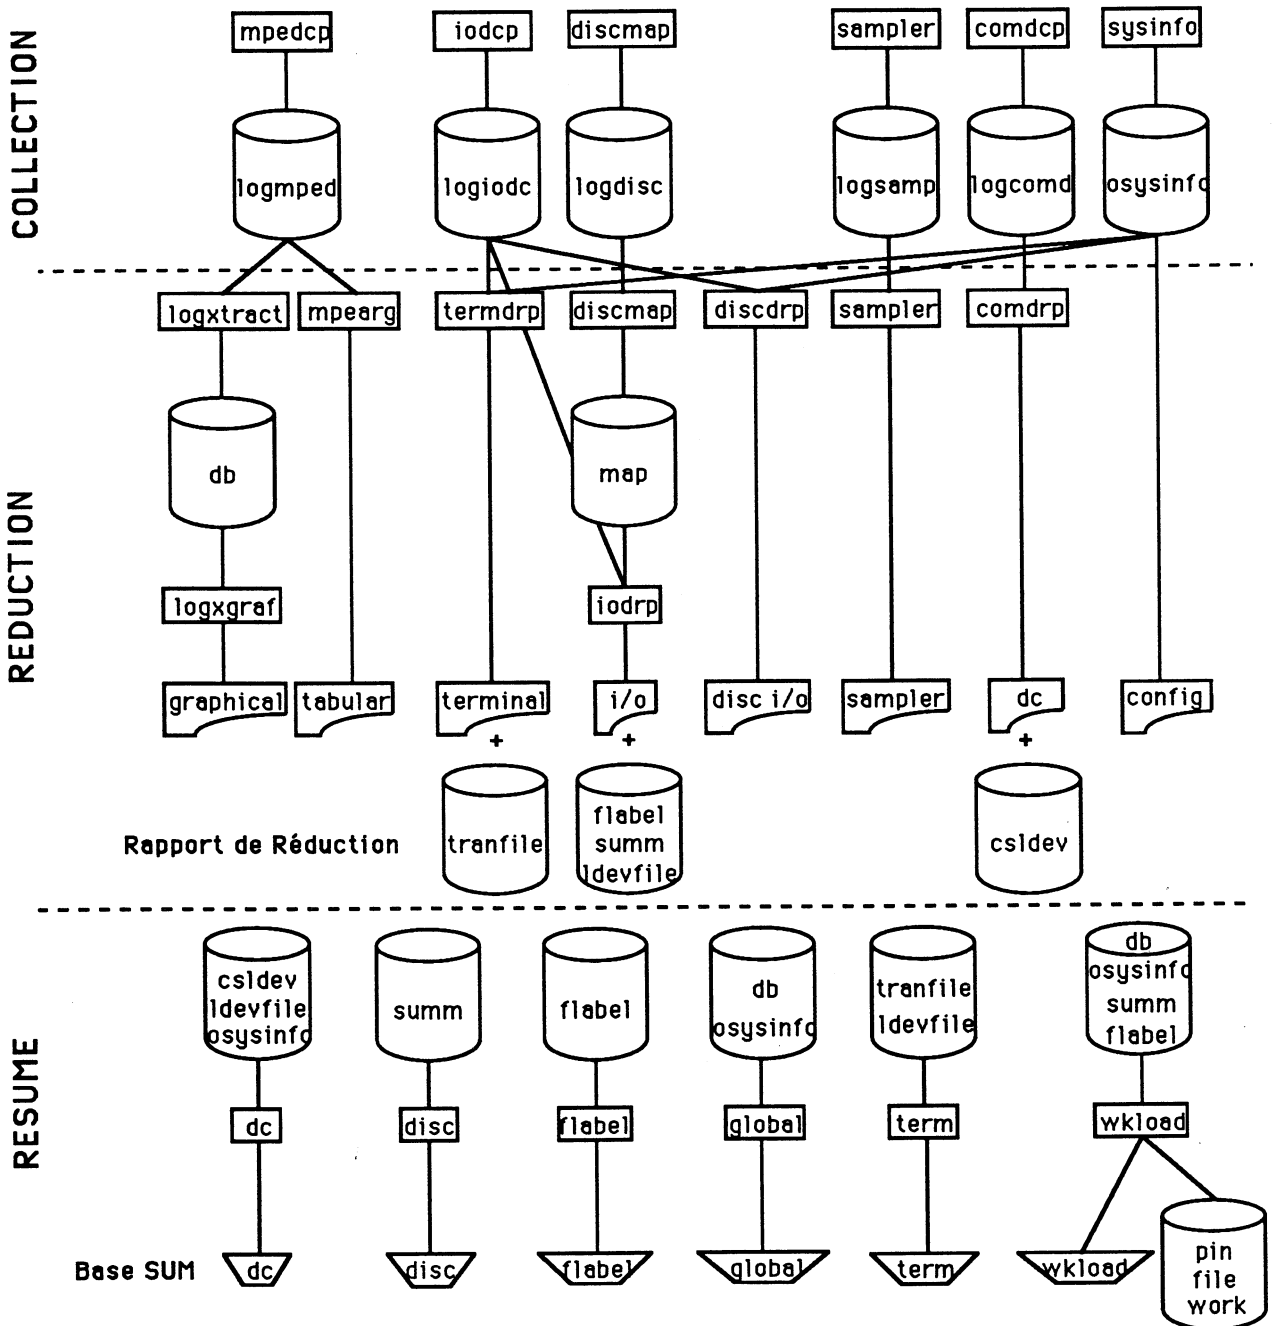 COLLECTION
mpedcp
iodcp
discmap
sampler
comdcp
sysinfo
logmped
logiodc
logdisc
logsamp
logcomd
osysinfo
REDUCTION
logxtract
mpearg
termdrp
discmap
discdrp
sampler
comdrp
db
map
logxgraf
iodrp
graphical
tabular
terminal
i/o
disc i/o
sampler
dc
config
+
+
+
Rapport de Réduction
tranfile
flabel
summ
ldevfile
csldev
RESUME
csldev
ldevfile
osysinfo
summ
flabel
db
osysinfo
tranfile
ldevfile
db
osysinfo
summ
flabel
dc
disc
flabel
global
term
wkload
Base SUM
dc
disc
flabel
global
term
wkload
pin
file
work